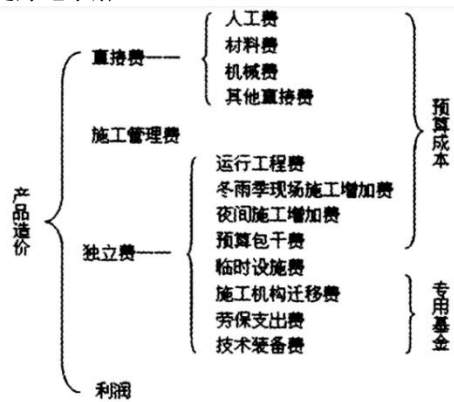 产品造价
直接费
人工费
材料费
机械费
其他直接费
施工管理费
独立费
运行工程费
冬雨季现场施工增加费
夜间施工增加费
预算包干费
临时设施费
施工机构迁移费
劳保支出费
技术装备费
利润
预算成本
专用基金